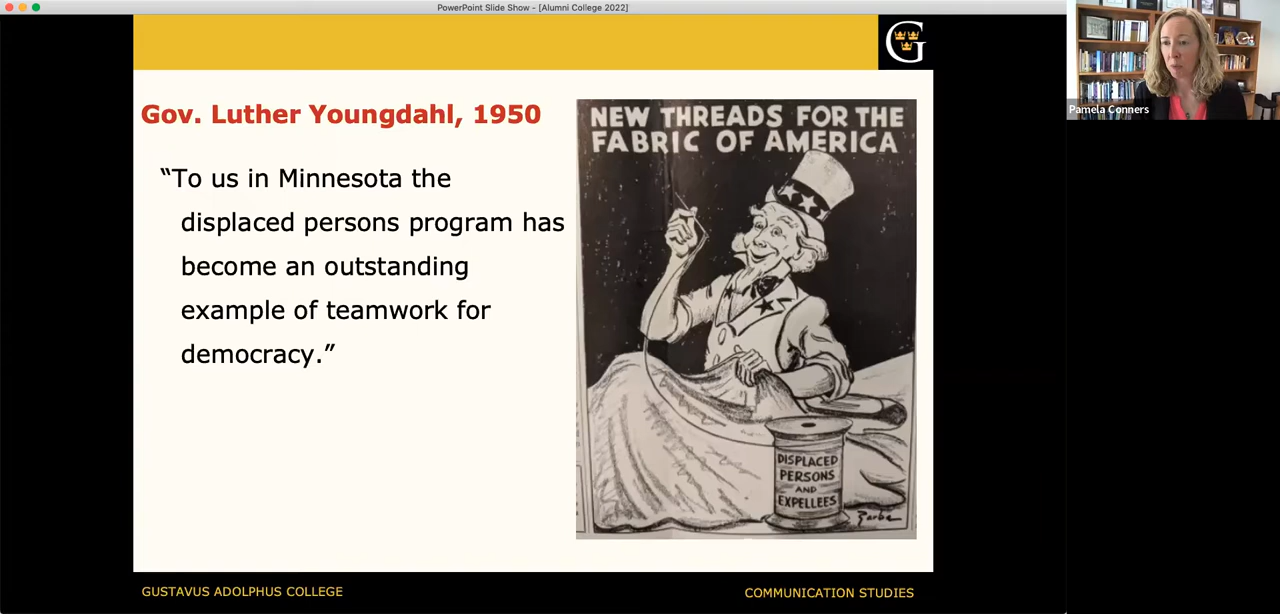 PowerPoint Slide Show - [Alumni College 2022]
G
Gov. Luther Youngdahl, 1950
“To us in Minnesota the
displaced persons program has
become an outstanding
example of teamwork for
democracy.”
NEW THREADS FOR THE
FABRIC OF AMERICA
DISPLACED
PERSONS
AND
EXPELLEES
GUSTAVUS ADOLPHUS COLLEGE
COMMUNICATION STUDIES
Pamela Conners